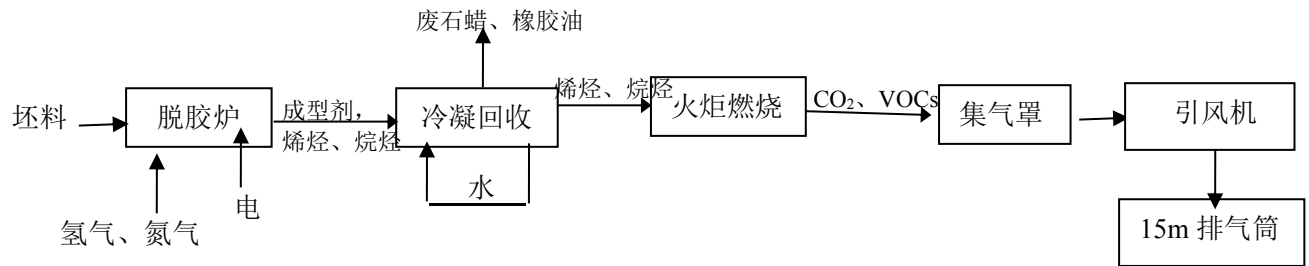 废石蜡、橡胶油
坯料
脱胶炉
成型剂，
烯烃、烷烃
冷凝回收
烯烃、烷烃
火炬燃烧
CO₂、VOCs
集气罩
引风机
水
电
氢气、氮气
15m 排气筒